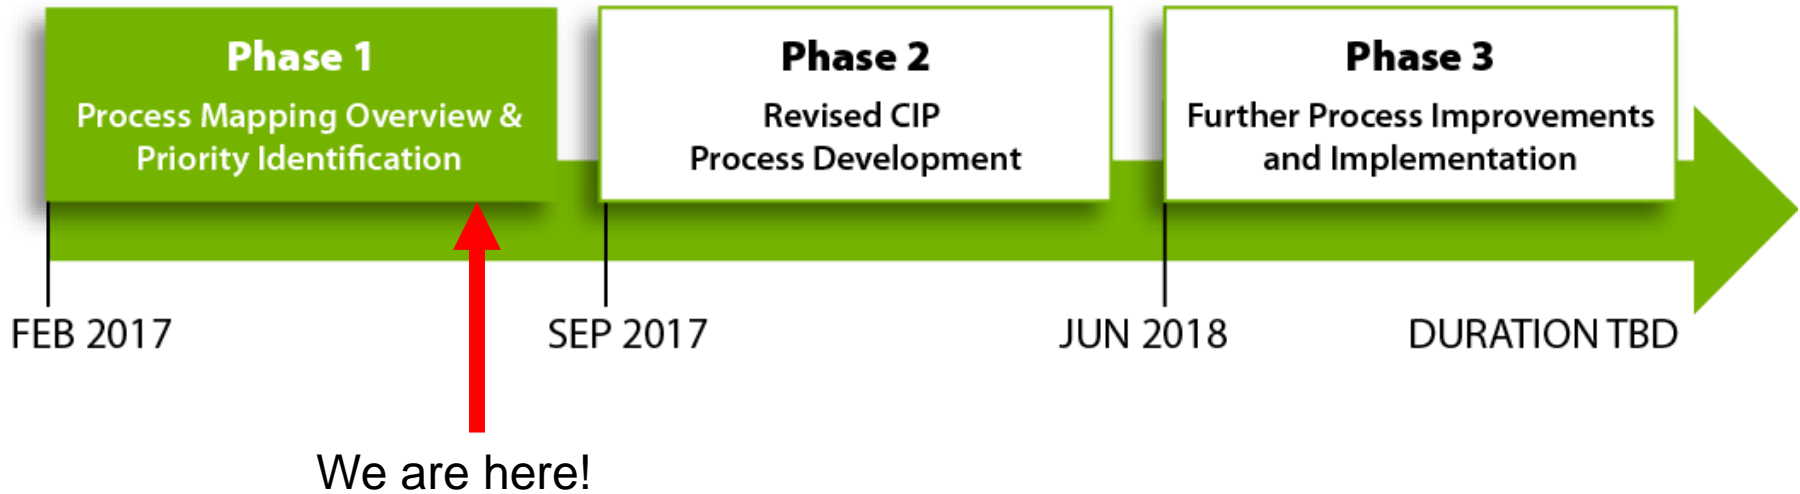 Phase 1
Process Mapping Overview &
Priority Identification
Phase 2
Revised CIP
Process Development
Phase 3
Further Process Improvements
and Implementation
FEB 2017
SEP 2017
JUN 2018
DURATION TBD
We are here!